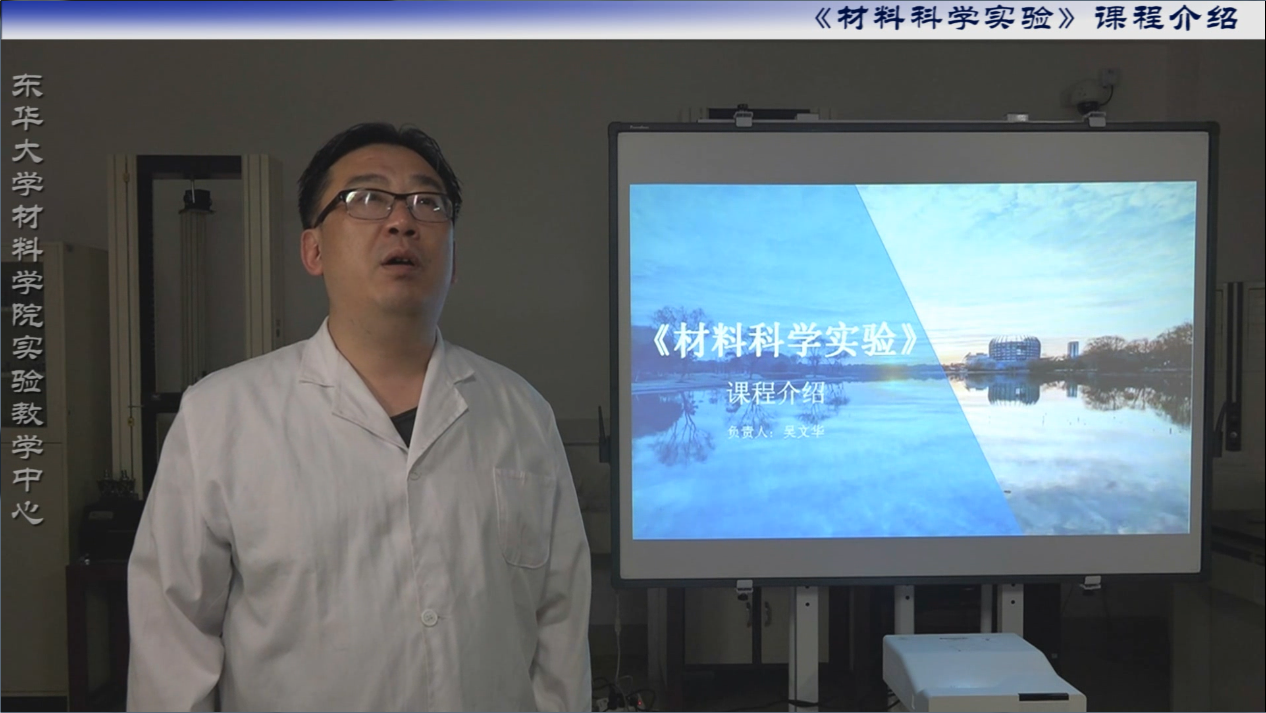 《材料科学实验》课程介绍
东华大学材料学院实验教学中心
《材料科学实验》
课程介绍
负责人：吴文华